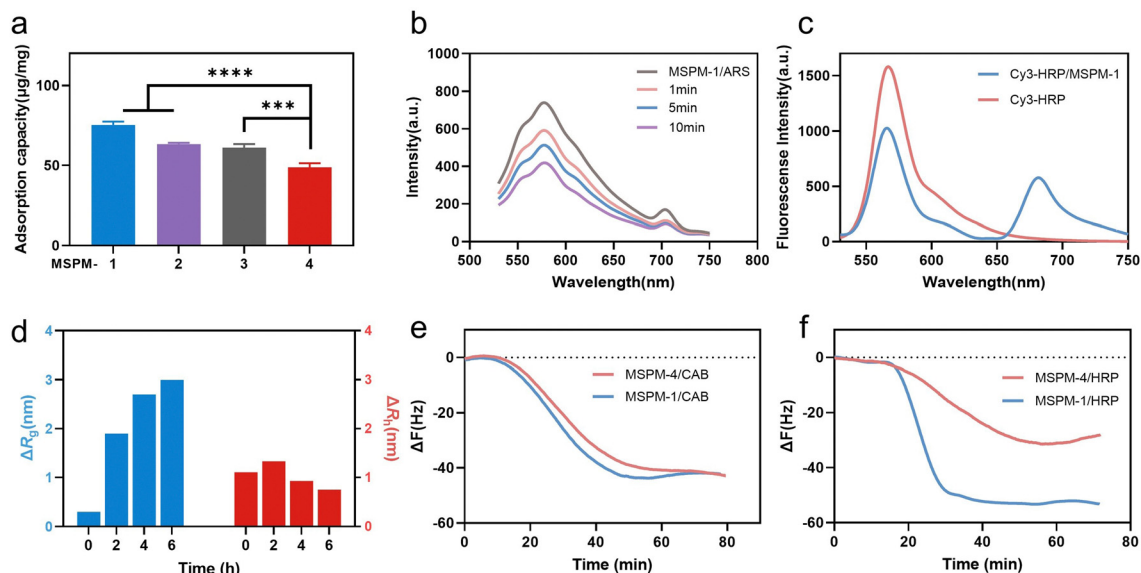 a
Adsorption capacity(μg/mg)
100
50
0
****
***
MSPM- 1 2 3 4
b
Intensity(a.u.)
1000
800
600
400
200
0
MSPM-1/ARS
1min
5min
10min
500 550 600 650 700 750 800
Wavelength(nm)
c
Fluorescense Intensity(a.u.)
1500
1000
500
0
Cy3-HRP/MSPM-1
Cy3-HRP
550 600 650 700 750
Wavelength(nm)
d
ΔRg(nm)
4
3
2
1
0
4
3
2
1
0
ΔRh(nm)
0 2 4 6 0 2 4 6
Time (h)
e
ΔF(Hz)
0
-20
-40
-60
MSPM-4/CAB
MSPM-1/CAB
0 20 40 60 80
Time (min)
f
ΔF(Hz)
0
-20
-40
-60
MSPM-4/HRP
MSPM-1/HRP
0 20 40 60 80
Time (min)